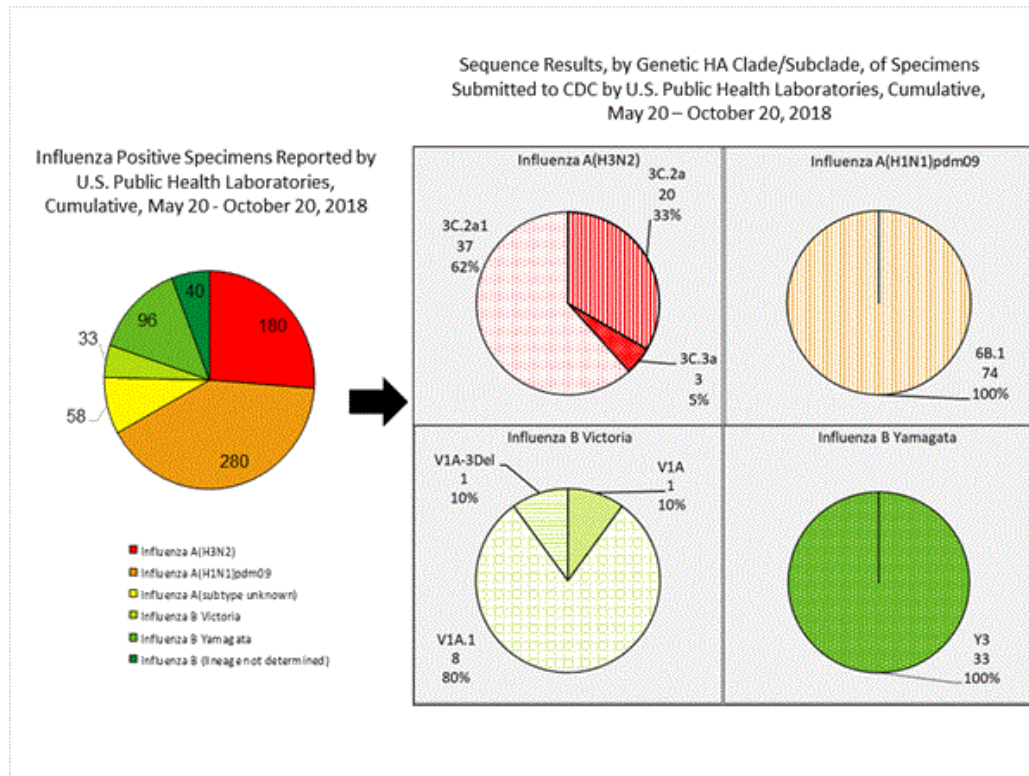 Sequence Results, by Genetic HA Clade/Subclade, of Specimens
Submitted to CDC by U.S. Public Health Laboratories, Cumulative,
May 20 – October 20, 2018
Influenza Positive Specimens Reported by
U.S. Public Health Laboratories,
Cumulative, May 20 - October 20, 2018
40
180
96
33
58
280
Influenza A(H3N2)
Influenza A(H1N1)pdm09
Influenza A(subtype unknown)
Influenza B Victoria
Influenza B Yamagata
Influenza B (lineage not determined)
Influenza A(H3N2)
3C.2a
20
33%
3C.2a1
37
62%
3C.3a
3
5%
Influenza A(H1N1)pdm09
6B.1
74
100%
Influenza B Victoria
V1A-3Del
1
10%
V1A
1
10%
V1A.1
8
80%
Influenza B Yamagata
Y3
33
100%